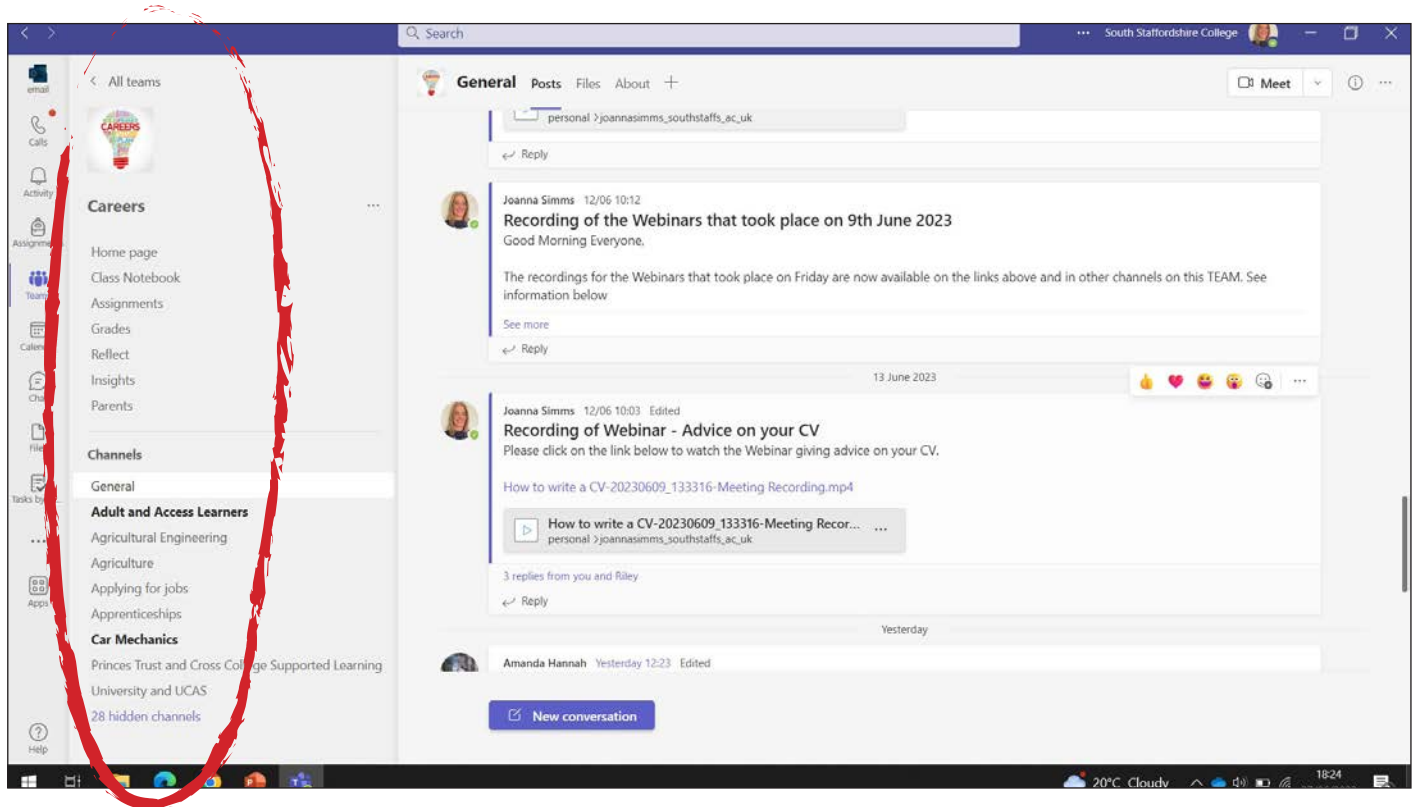 Search
South Staffordshire College
email
Calls
Activity
Calen
Help
Apps
All teams
CAREERS
Careers
Home page
Class Notebook
Assignments
Grades
Reflect
Insights
Parents
Channels
General
Adult and Access Learners
Agricultural Engineering
Agriculture
Applying for jobs
Apprenticeships
Car Mechanics
Princes Trust and Cross College Supported Learning
University and UCAS
28 hidden channels
General Posts Files About
Meet
personal >joannasimms_southstaffs_ac_uk
Reply
Joanna Simms 12/06 10:12
Recording of the Webinars that took place on 9th June 2023
Good Morning Everyone,
The recordings for the Webinars that took place on Friday are now available on the links above and in other channels on this TEAM. See
information below
See more
Reply
13 June 2023
Joanna Simms 12/06 10:03 Edited
Recording of Webinar - Advice on your CV
Please click on the link below to watch the Webinar giving advice on your CV.
How to write a CV-20230609_133316-Meeting Recording.mp4
How to write a CV-20230609_133316-Meeting Recor...
personal >joannasimms_southstaffs_ac_uk
3 replies from you and Riley
Reply
Yesterday
Amanda Hannah Yesterday 12:23 Edited
New conversation
20°C Cloudy
18:24